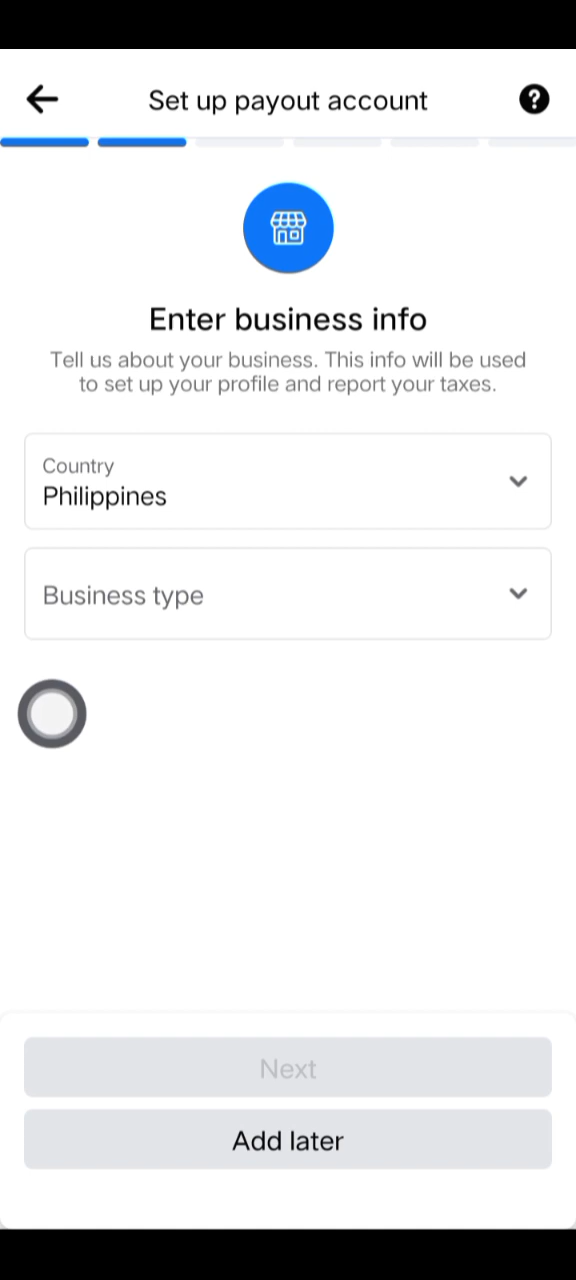 Set up payout account
?
Enter business info
Tell us about your business. This info will be used
to set up your profile and report your taxes.
Country
Philippines
Business type
Next
Add later